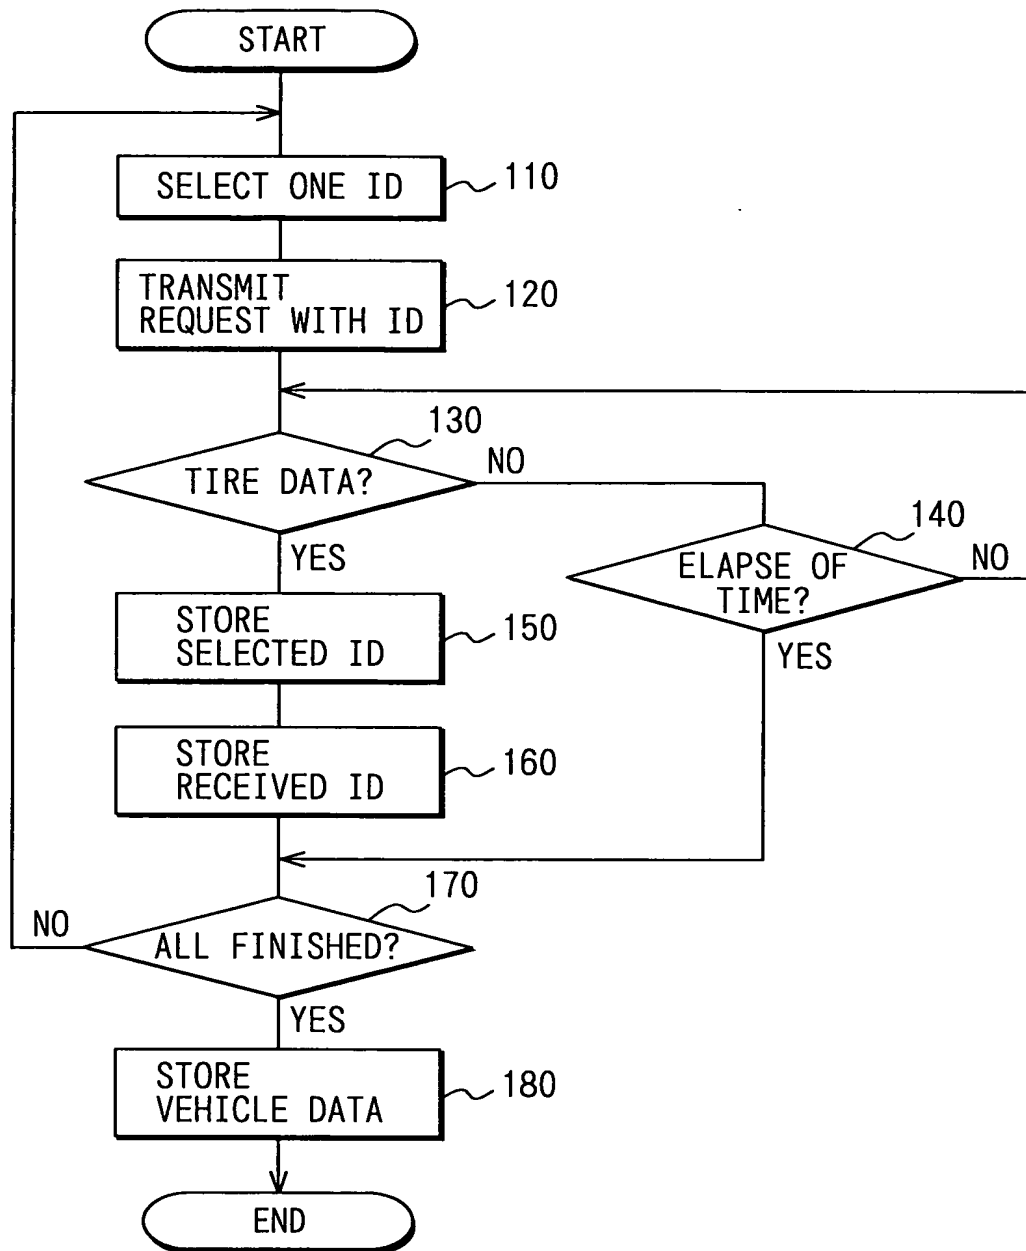 START
SELECT ONE ID
110
TRANSMIT
REQUEST WITH ID
120
130
TIRE DATA?
NO
YES
140
ELAPSE OF
TIME?
NO
YES
STORE
SELECTED ID
150
STORE
RECEIVED ID
160
170
NO
ALL FINISHED?
YES
STORE
VEHICLE DATA
180
END